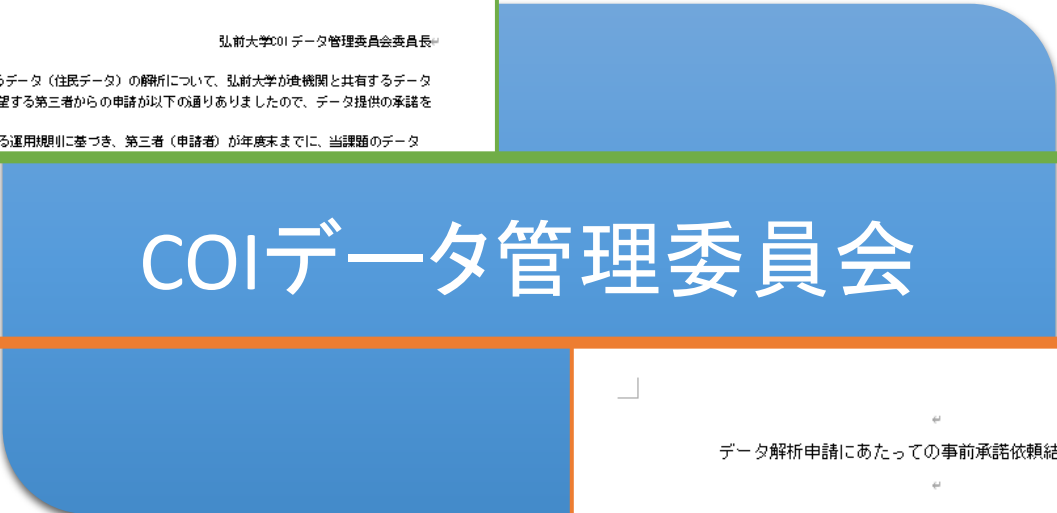 弘前大学COI データ管理委員会委員長
るデータ（住民データ）の解析について、弘前大学が貴機関と共有するデータ
望する第三者からの申請が以下の通りありましたので、データ提供の承諾を
る運用規則に基づき、第三者（申請者）が年度末までに、当課題のデータ
COIデータ管理委員会
データ解析申請にあたっての事前承諾依頼結